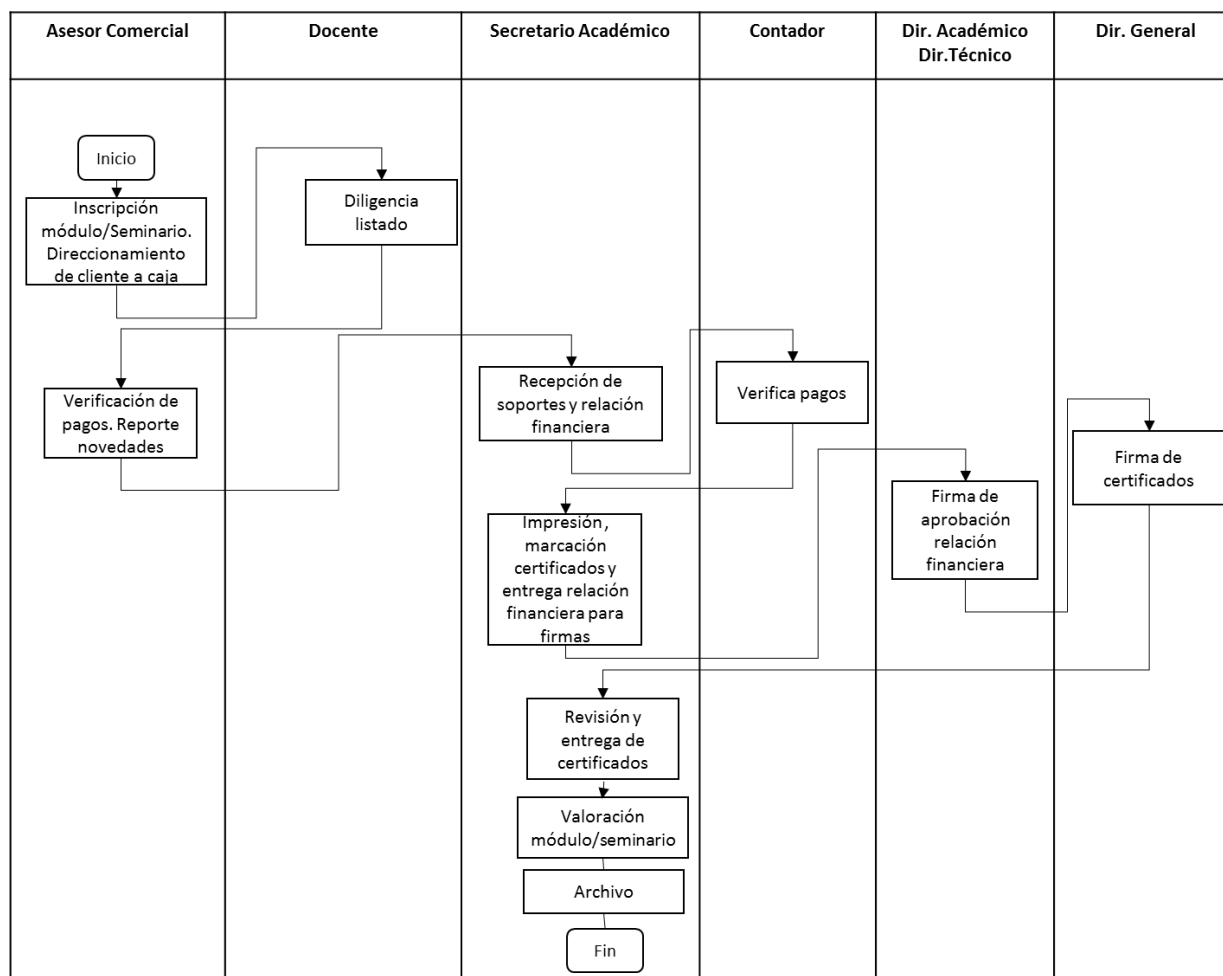 Asesor Comercial
Docente
Secretario Académico
Contador
Dir. Académico
Dir.Técnico
Dir. General
Inicio
Inscripción
módulo/Seminario.
Direccionamiento
de cliente a caja
Diligencia
listado
Verificación de
pagos. Reporte
novedades
Recepción de
soportes y relación
financiera
Verifica pagos
Firma de
certificados
Firma de
aprobación
relación
financiera
Impresión ,
marcación
certificados y
entrega relación
financiera para
firmas
Revisión y
entrega de
certificados
Valoración
módulo/seminario
Archivo
Fin